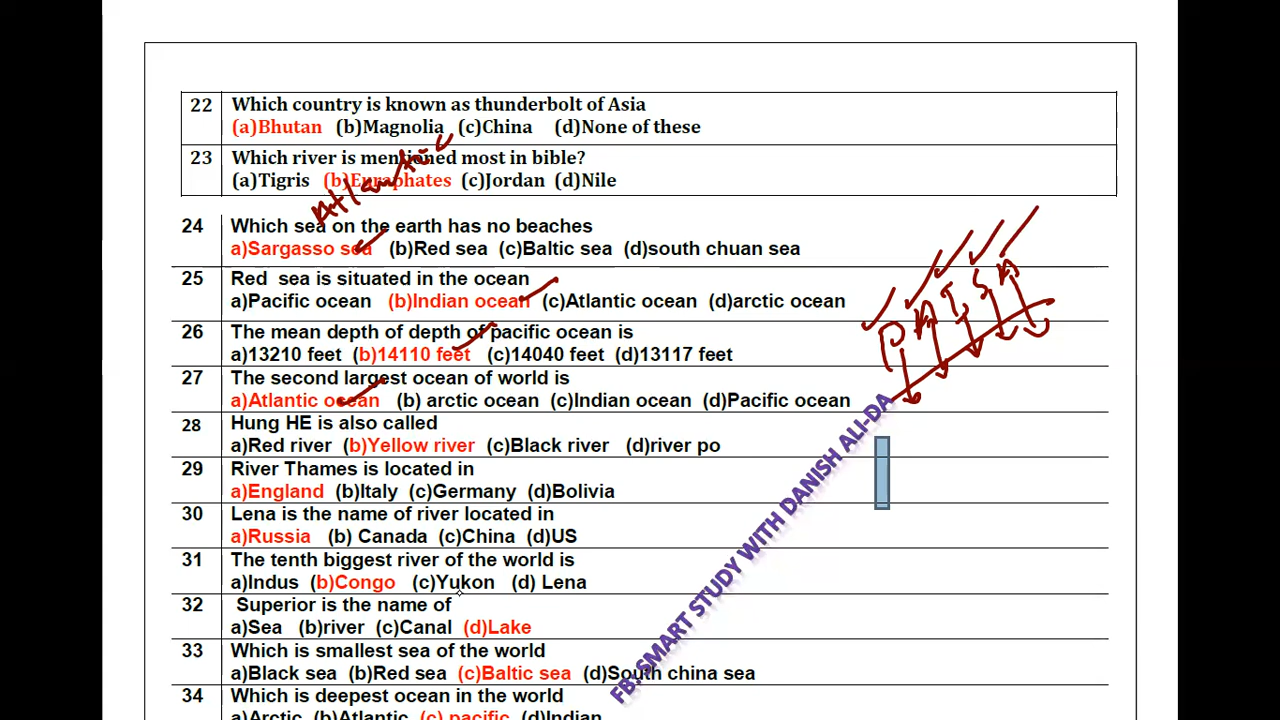 22 Which country is known as thunderbolt of Asia
(a)Bhutan (b)Magnolia (c)China (d)None of these
23 Which river is mentioned most in bible?
(a)Tigris (b)Euraphates (c)Jordan (d)Nile
Atlantic
24 Which sea on the earth has no beaches
a)Sargasso sea (b)Red sea (c)Baltic sea (d)south chuan sea
25 Red sea is situated in the ocean
a)Pacific ocean (b)Indian ocean (c)Atlantic ocean (d)arctic ocean
26 The mean depth of depth of pacific ocean is
a)13210 feet (b)14110 feet (c)14040 feet (d)13117 feet
27 The second largest ocean of world is
a)Atlantic ocean (b) arctic ocean (c)Indian ocean (d)Pacific ocean
P A I S A
28 Hung HE is also called
a)Red river (b)Yellow river (c)Black river (d)river po
29 River Thames is located in
a)England (b)Italy (c)Germany (d)Bolivia
30 Lena is the name of river located in
a)Russia (b) Canada (c)China (d)US
31 The tenth biggest river of the world is
a)Indus (b)Congo (c)Yukon (d) Lena
32 Superior is the name of
a)Sea (b)river (c)Canal (d)Lake
33 Which is smallest sea of the world
a)Black sea (b)Red sea (c)Baltic sea (d)South china sea
34 Which is deepest ocean in the world
a)Arctic (b)Atlantic (c) pacific (d)Indian
FB:SMART STUDY WITH DANISH ALI-DA